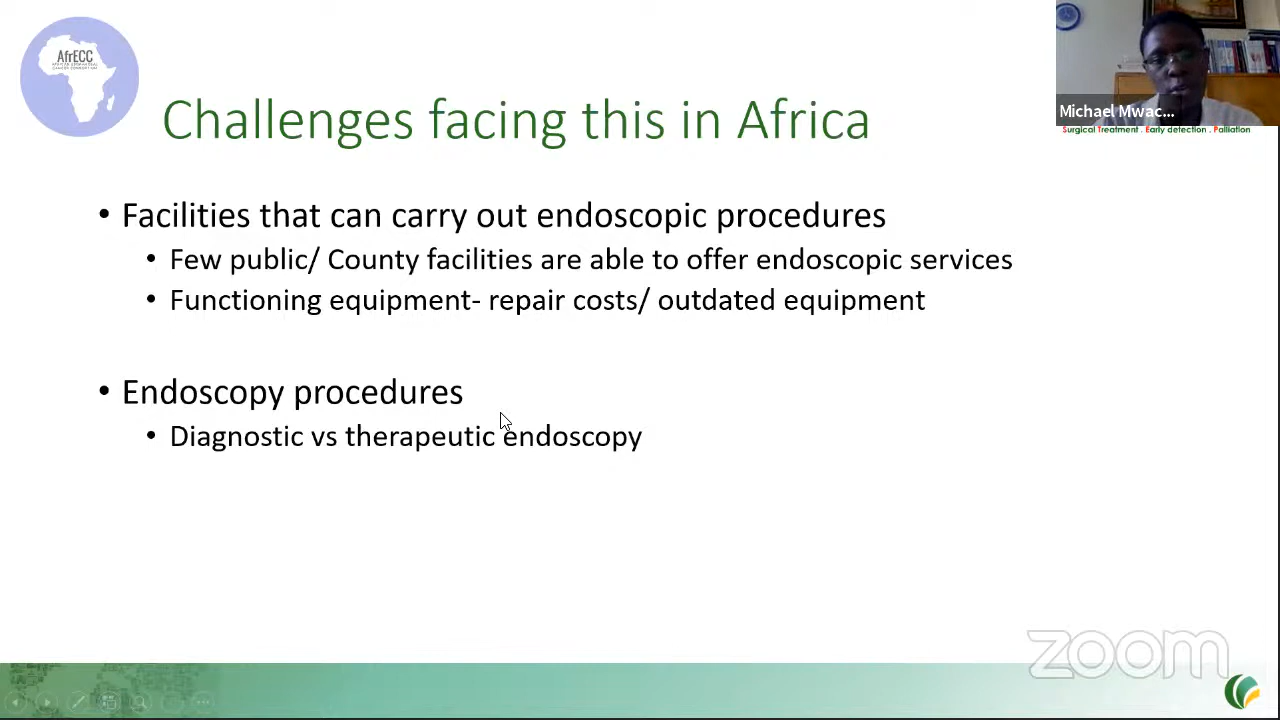 AfrECC
Challenges facing this in Africa
Michael Mwac...
Surgical Treatment . Early detection . Palliation
• Facilities that can carry out endoscopic procedures
• Few public/ County facilities are able to offer endoscopic services
• Functioning equipment- repair costs/ outdated equipment
• Endoscopy procedures
• Diagnostic vs therapeutic endoscopy
zoom